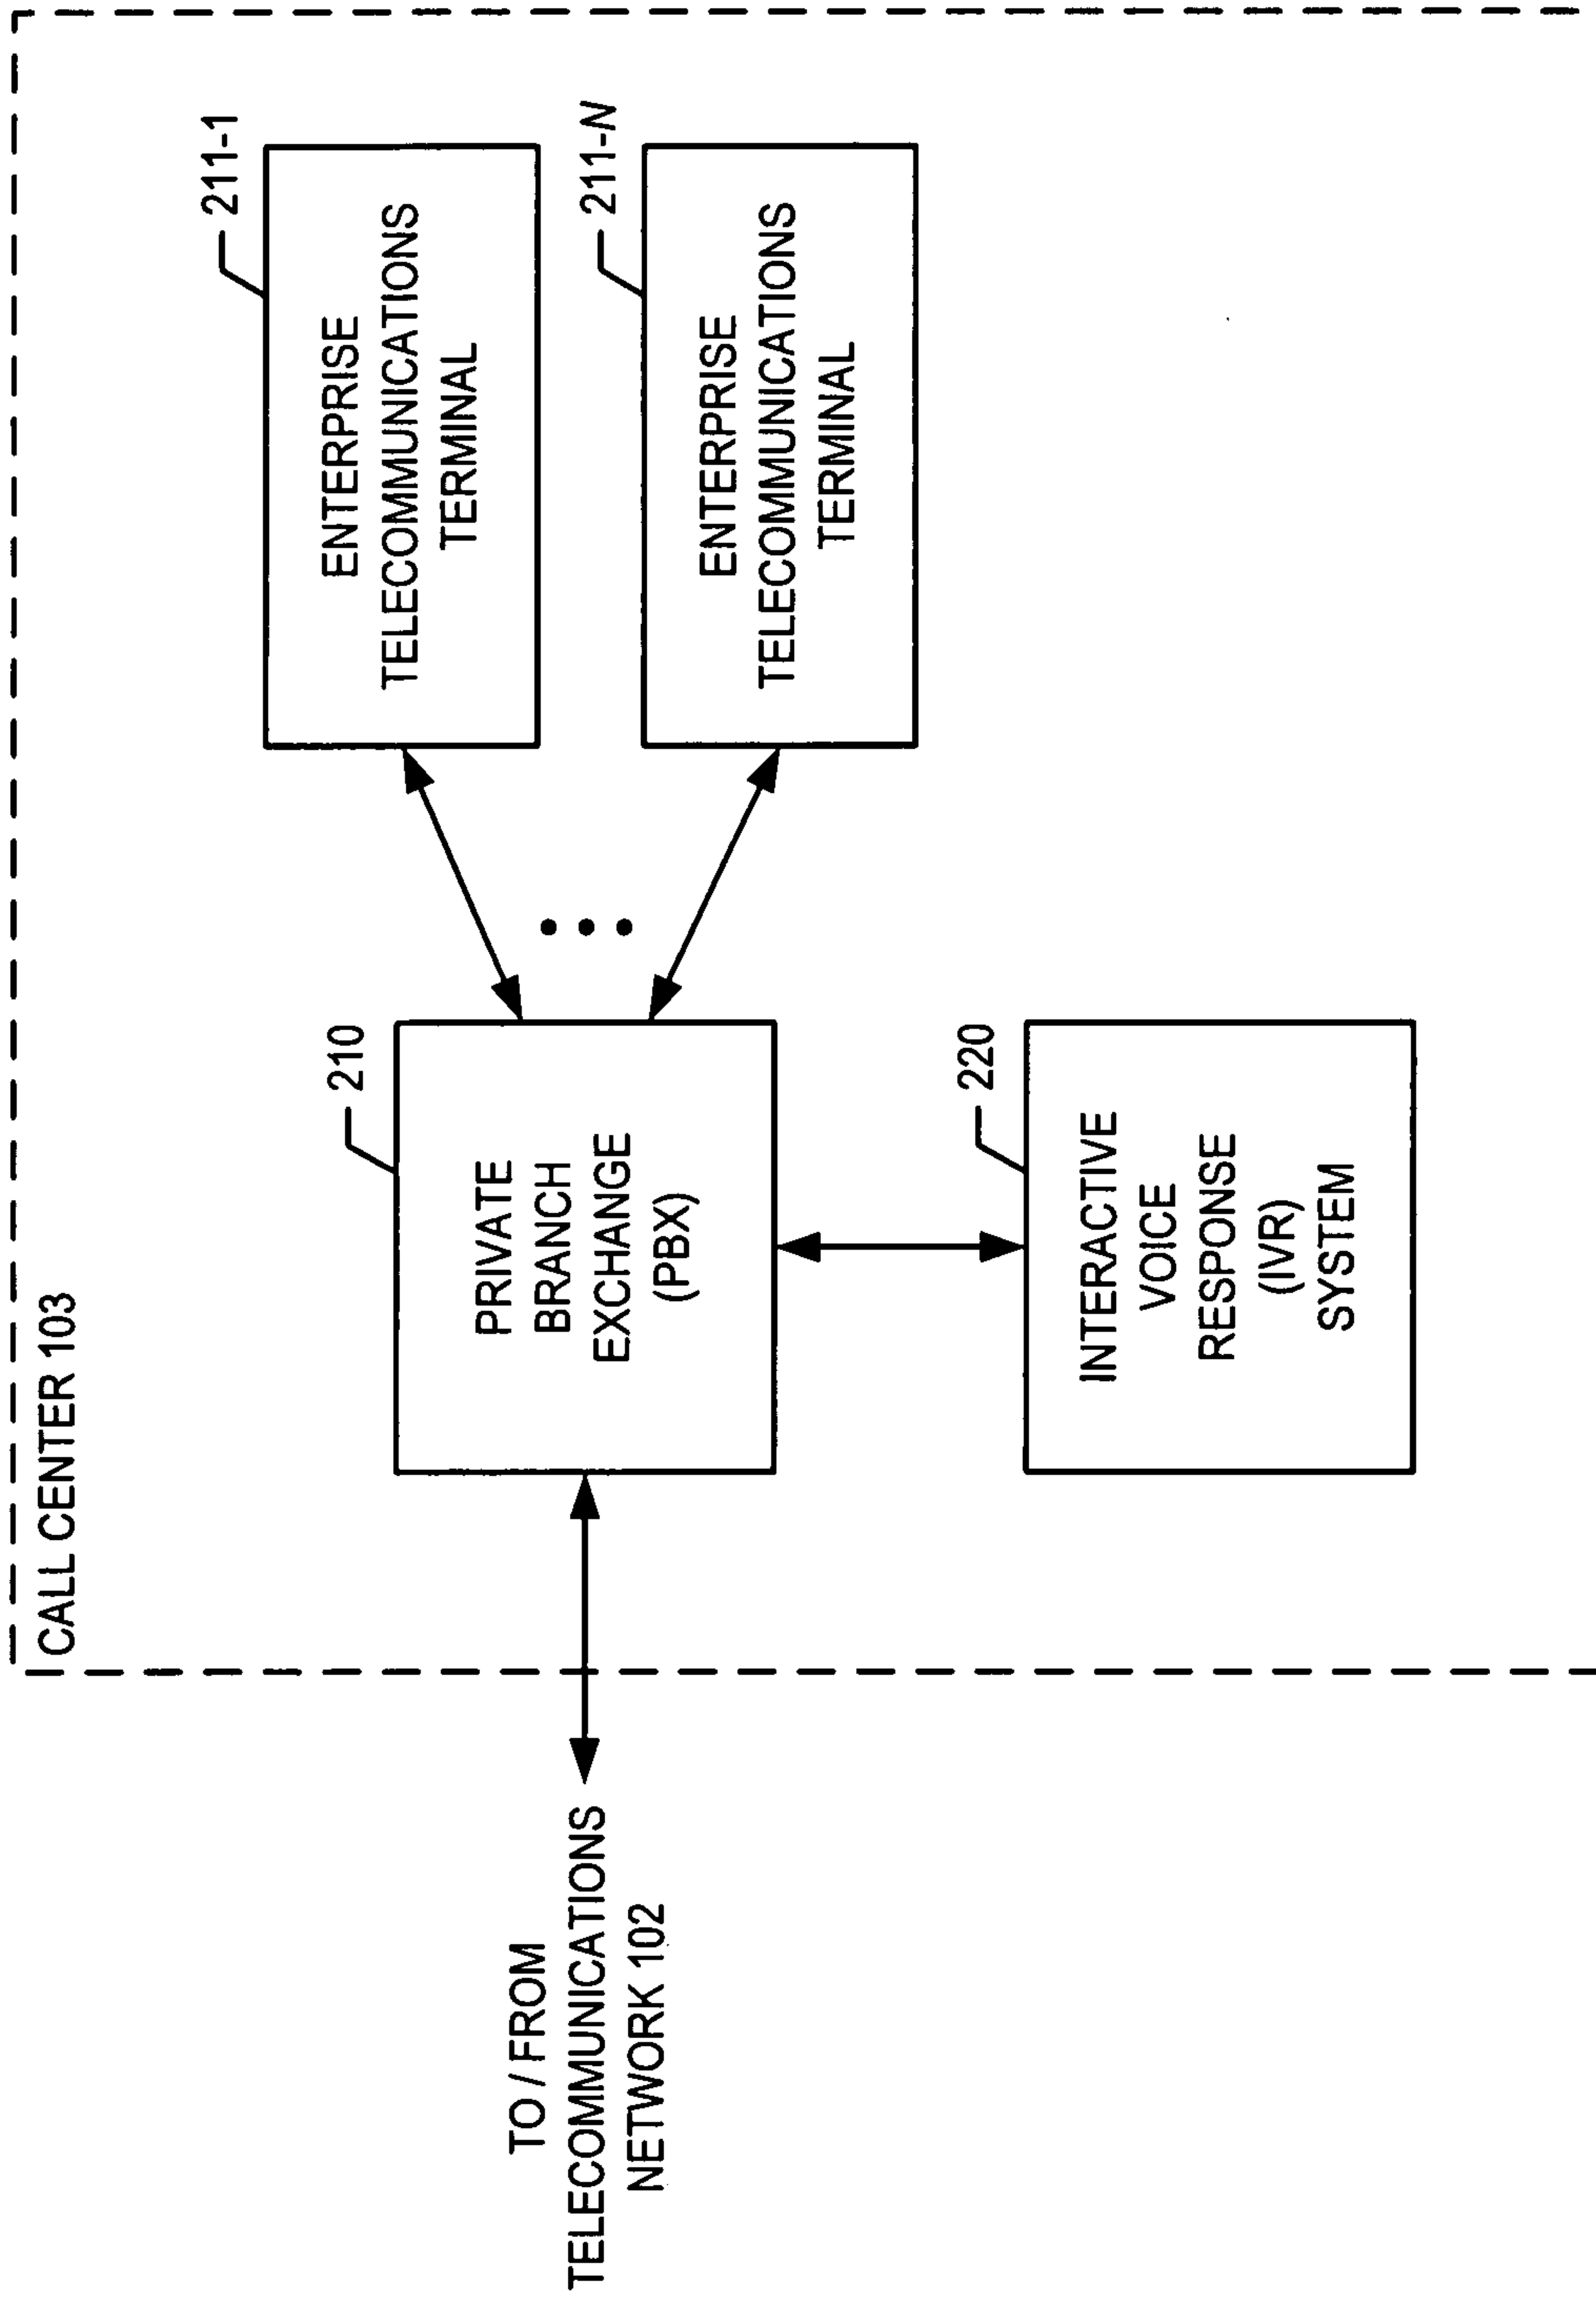 CALL CENTER 103
211-1
ENTERPRISE
TELECOMMUNICATIONS
TERMINAL
210
PRIVATE
BRANCH
EXCHANGE
(PBX)
TO / FROM
TELECOMMUNICATIONS
NETWORK 102
211-N
ENTERPRISE
TELECOMMUNICATIONS
TERMINAL
220
INTERACTIVE
VOICE
RESPONSE
(IVR)
SYSTEM